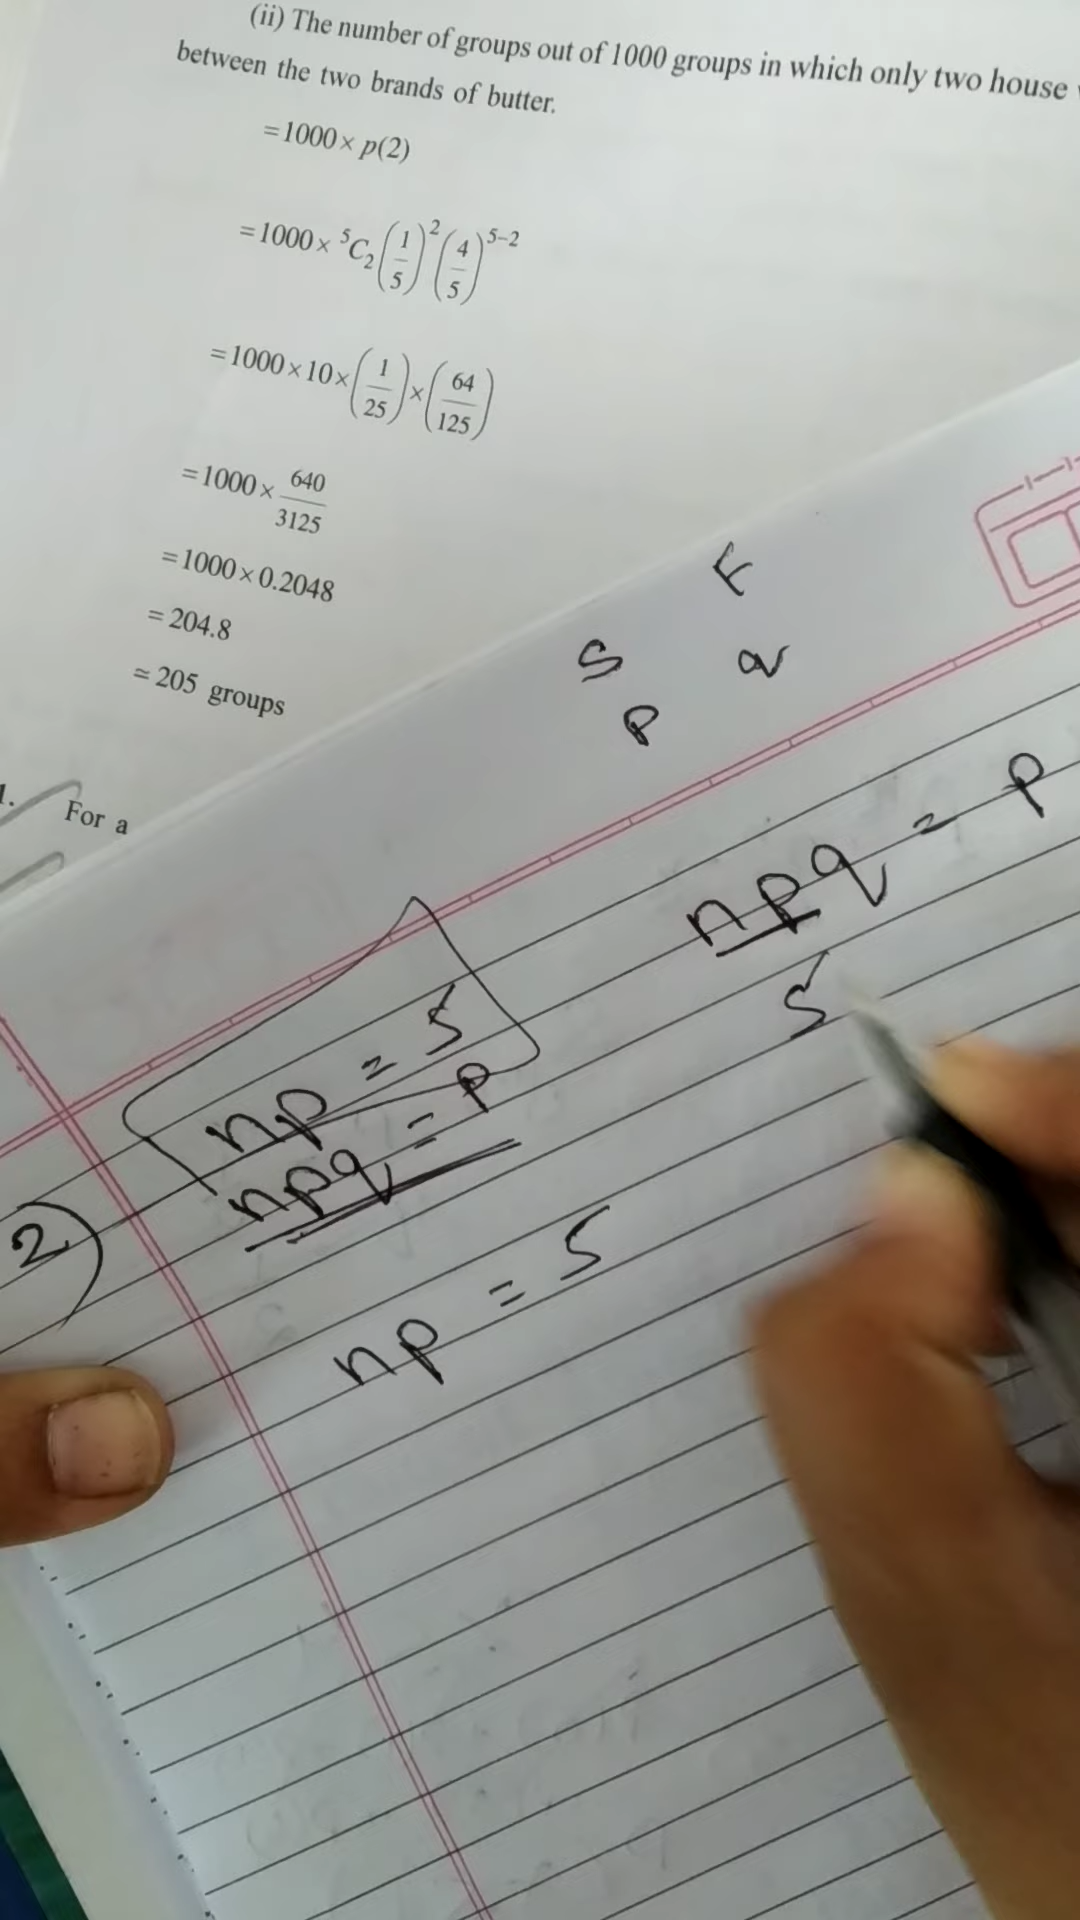 (ii) The number of groups out of 1000 groups in which only two house
between the two brands of butter.
=1000× p(2)
=1000× ⁵C₂(1/5)²(4/5)⁵⁻²
=1000×10×(1/25)×(64/125)
=1000× 640/3125
=1000×0.2048
= 204.8
≃ 205 groups
1. For a
S F
P q
npq = P
5
np = 5
npq = P
2)
np = 5